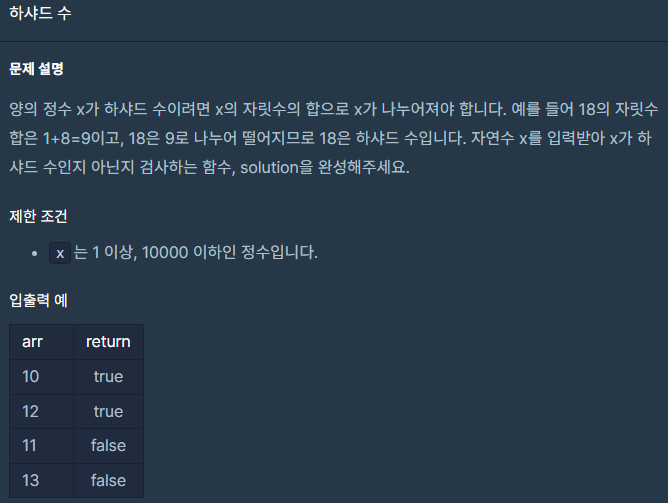 하샤드 수
문제 설명
양의 정수 x가 하샤드 수이려면 x의 자릿수의 합으로 x가 나누어져야 합니다. 예를 들어 18의 자릿수
합은 1+8=9이고, 18은 9로 나누어 떨어지므로 18은 하샤드 수입니다. 자연수 x를 입력받아 x가 하
샤드 수인지 아닌지 검사하는 함수, solution을 완성해주세요.
제한 조건
• x 는 1 이상, 10000 이하인 정수입니다.
입출력 예
arr return
10 true
12 true
11 false
13 false